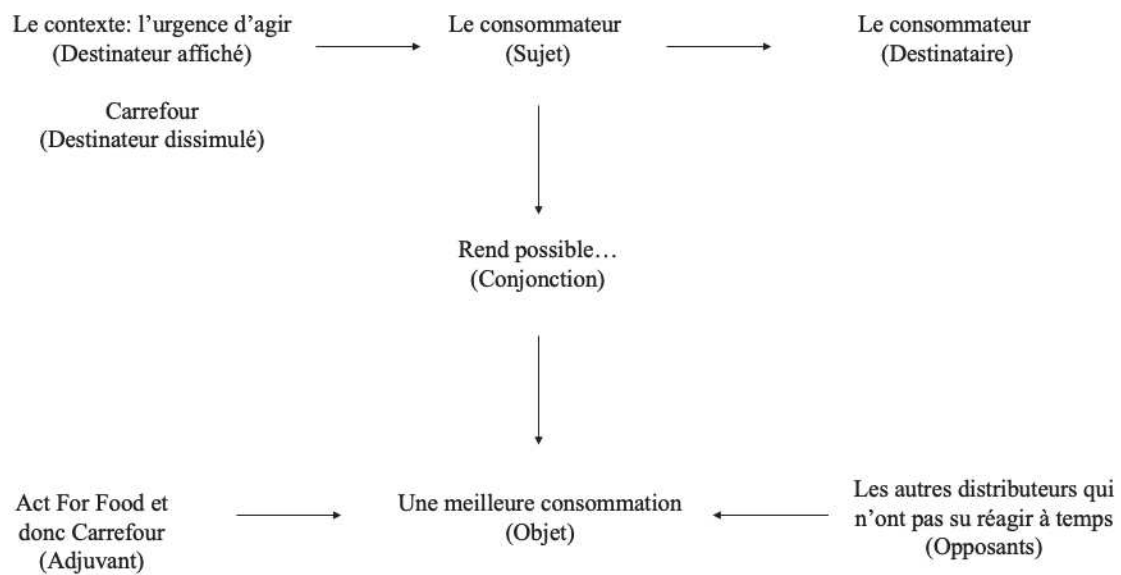 Le contexte: l’urgence d’agir
(Destinateur affiché)
Le consommateur
(Sujet)
Le consommateur
(Destinataire)
Carrefour
(Destinateur dissimulé)
Rend possible…
(Conjonction)
Act For Food et
donc Carrefour
(Adjuvant)
Une meilleure consommation
(Objet)
Les autres distributeurs qui
n’ont pas su réagir à temps
(Opposants)